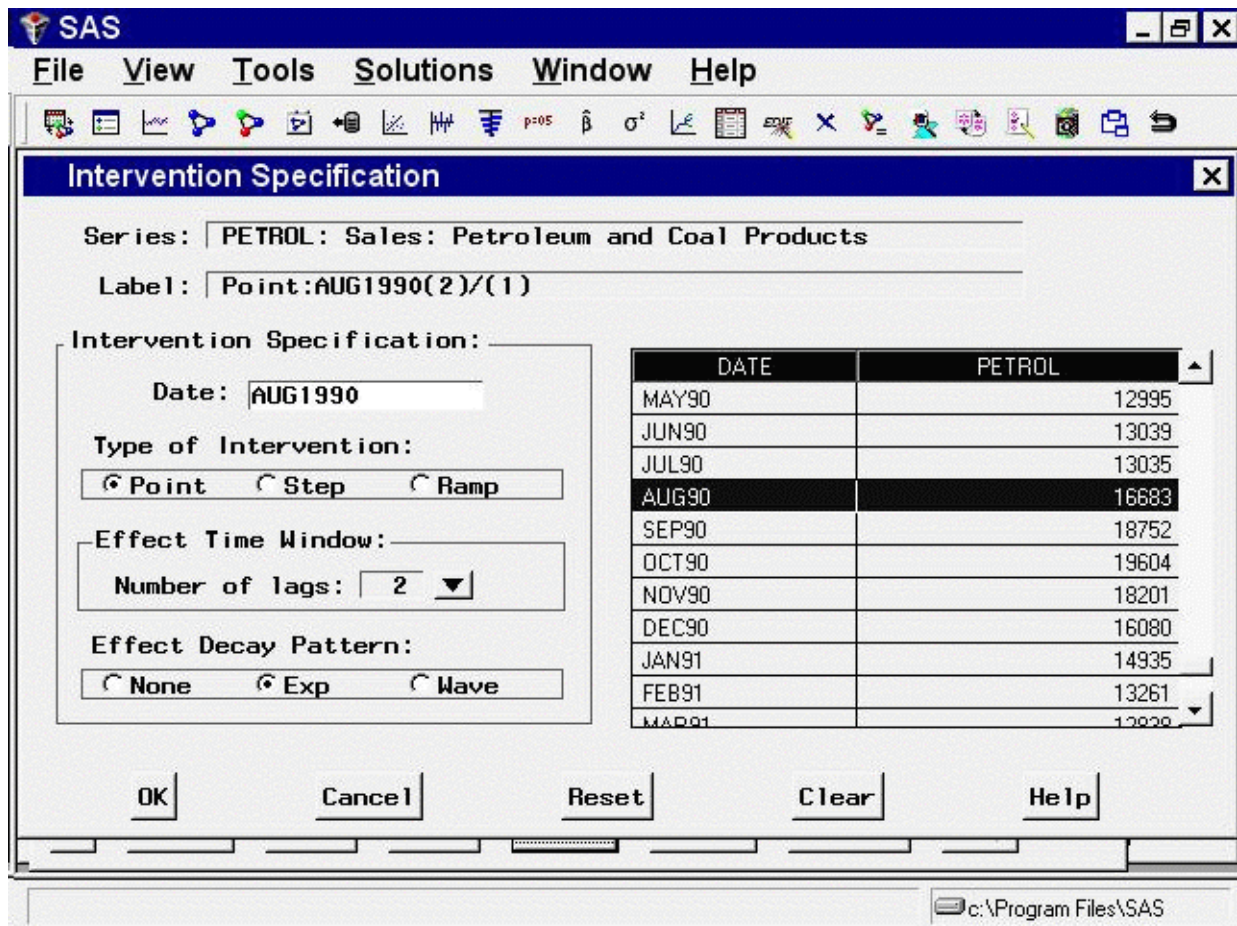 SAS
File View Tools Solutions Window Help
p=.05 β̂ σ²
Intervention Specification
Series: PETROL: Sales: Petroleum and Coal Products
Label: Point:AUG1990(2)/(1)
Intervention Specification:
Date: AUG1990
Type of Intervention:
Point Step Ramp
Effect Time Window:
Number of lags: 2
Effect Decay Pattern:
None Exp Wave
DATE PETROL
MAY90 12995
JUN90 13039
JUL90 13035
AUG90 16683
SEP90 18752
OCT90 19604
NOV90 18201
DEC90 16080
JAN91 14935
FEB91 13261
MAR91
OK Cancel Reset Clear Help
c:\Program Files\SAS